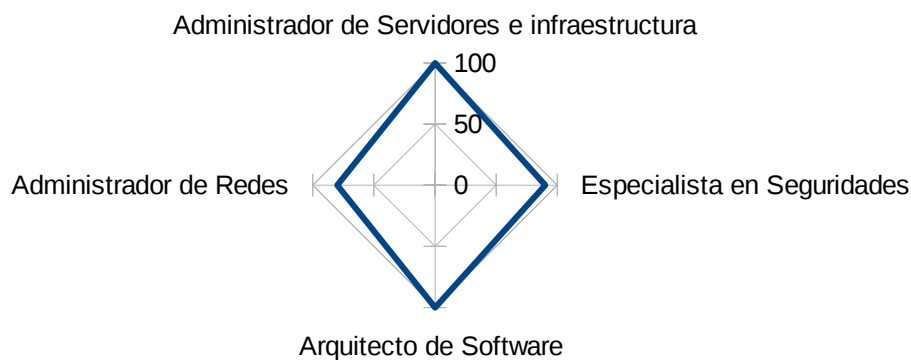 Administrador de Servidores e infraestructura
100
50
Administrador de Redes
0
Especialista en Seguridades
Arquitecto de Software